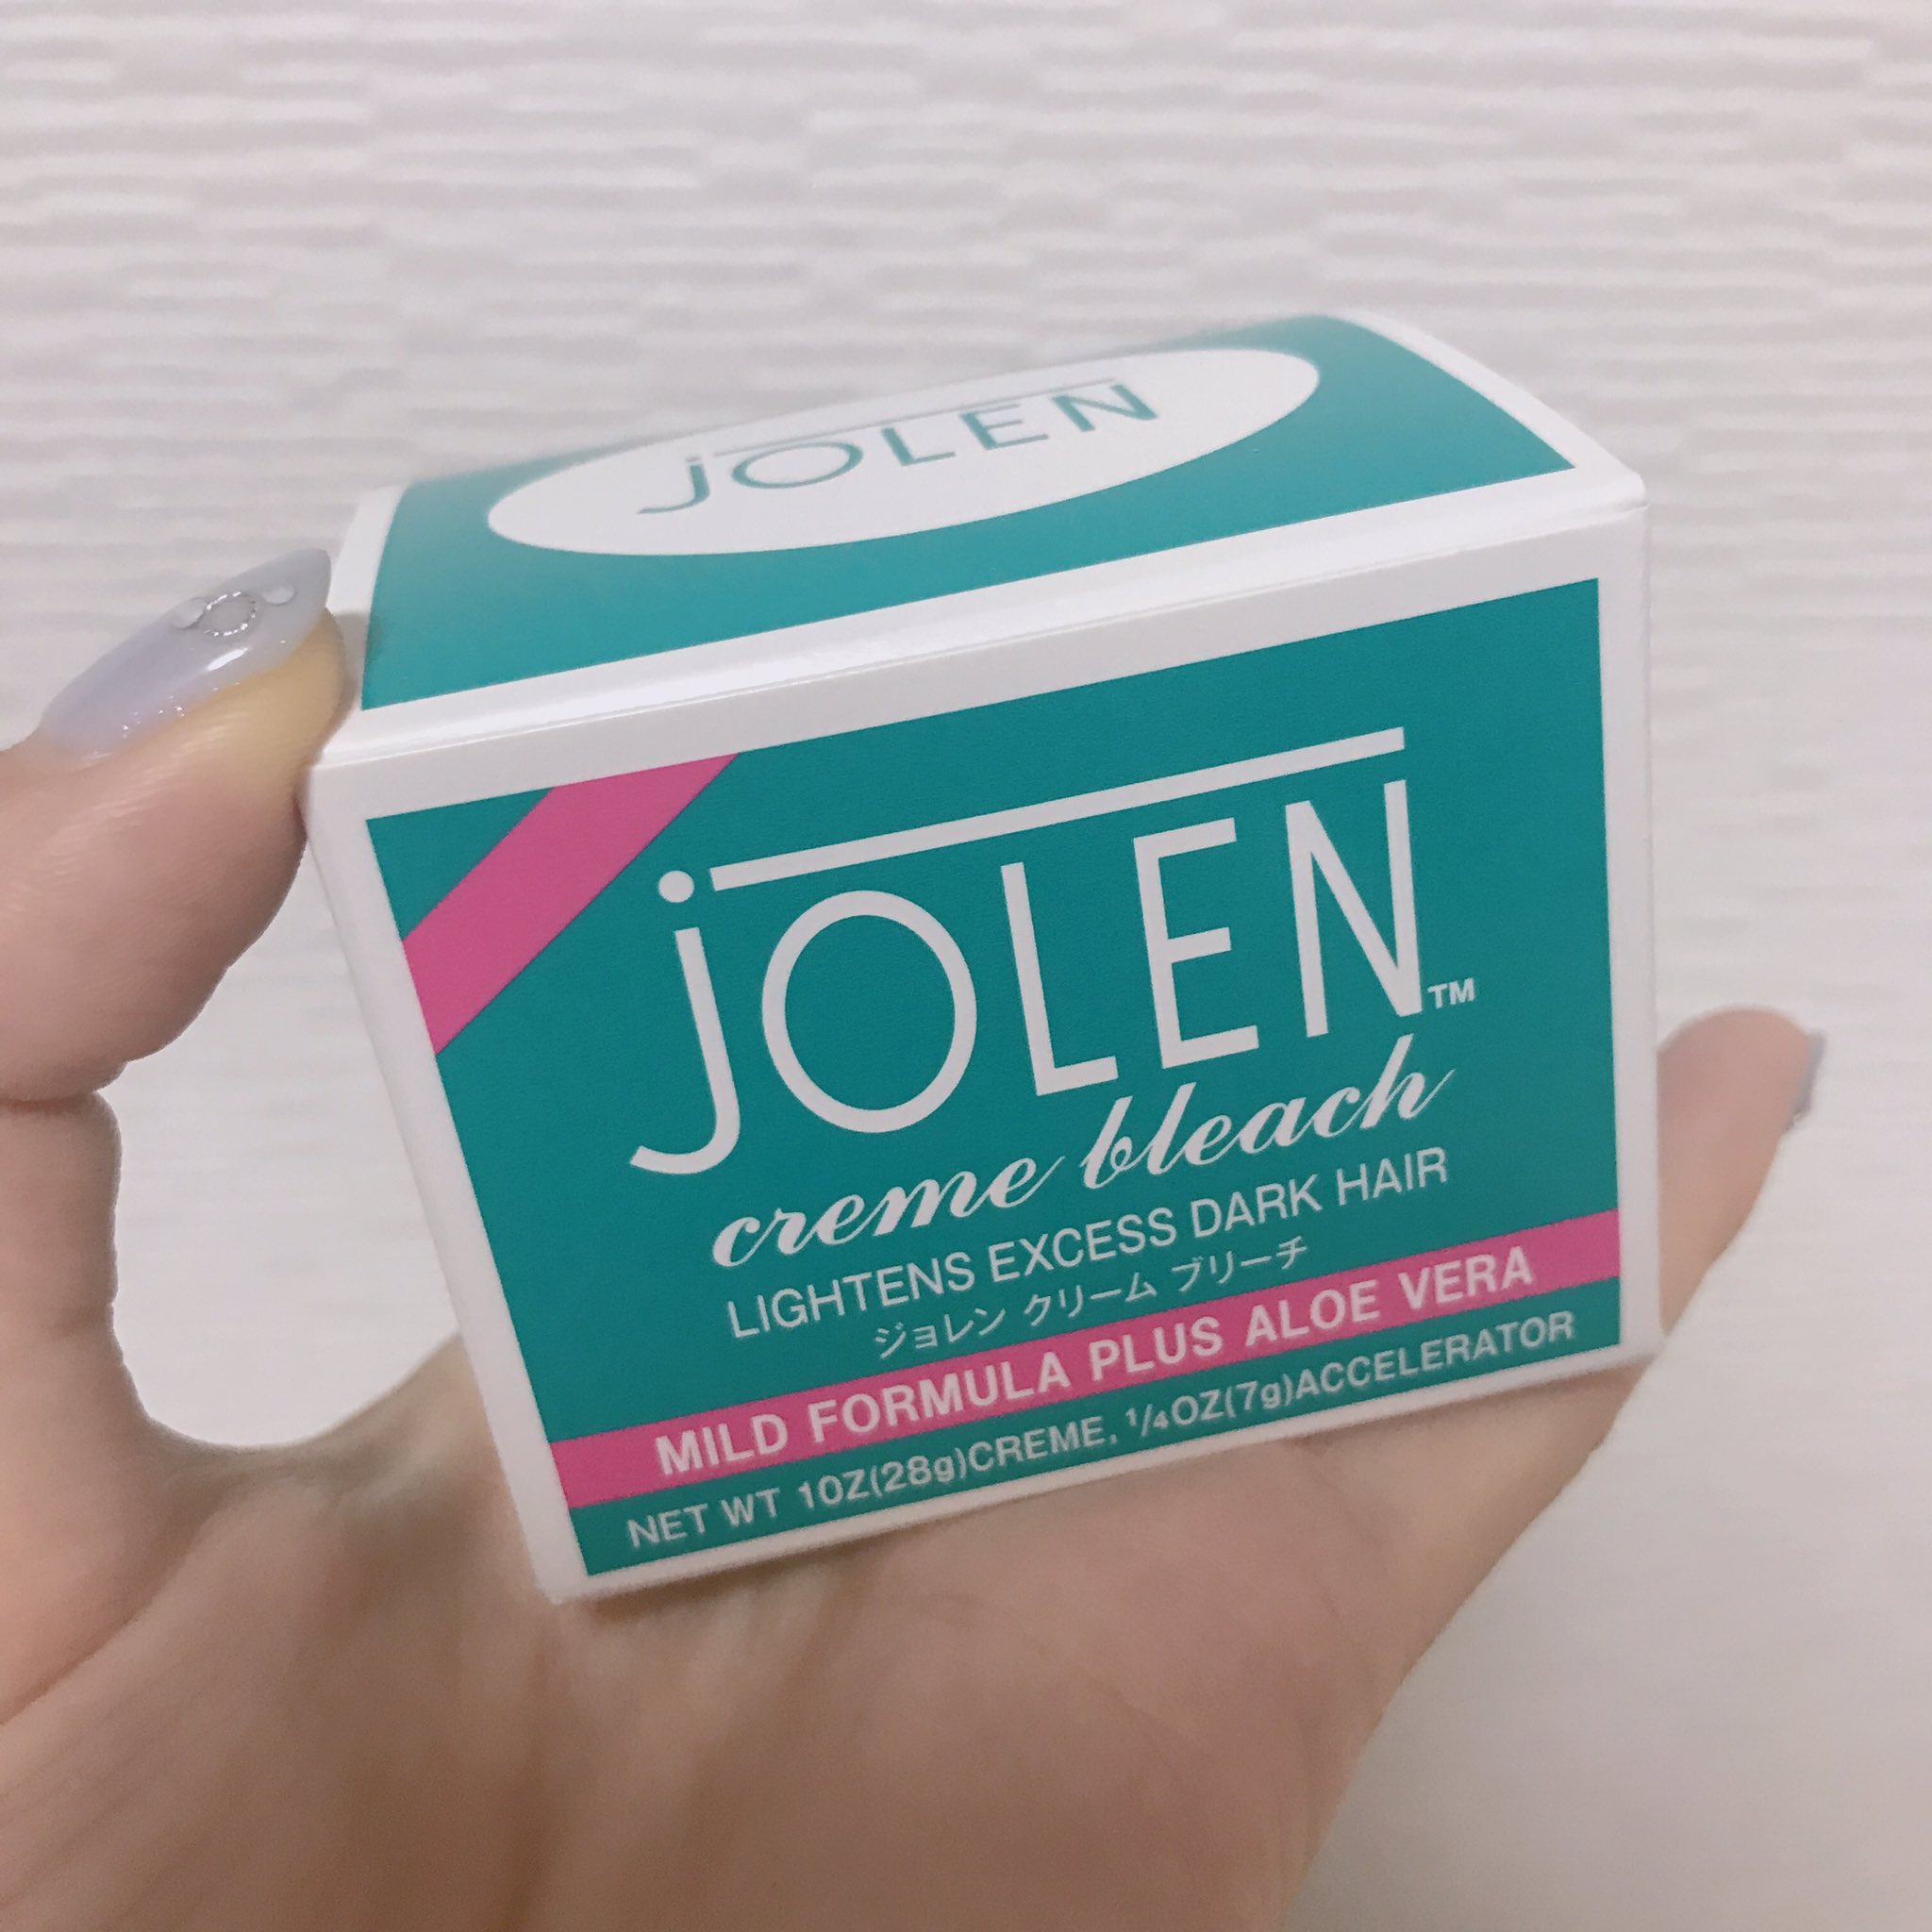 JOLEN
jOLEN™
creme bleach
LIGHTENS EXCESS DARK HAIR
ジョレン クリーム ブリーチ
MILD FORMULA PLUS ALOE VERA
NET WT 1OZ(28g)CREME, 1/4OZ(7g)ACCELERATOR